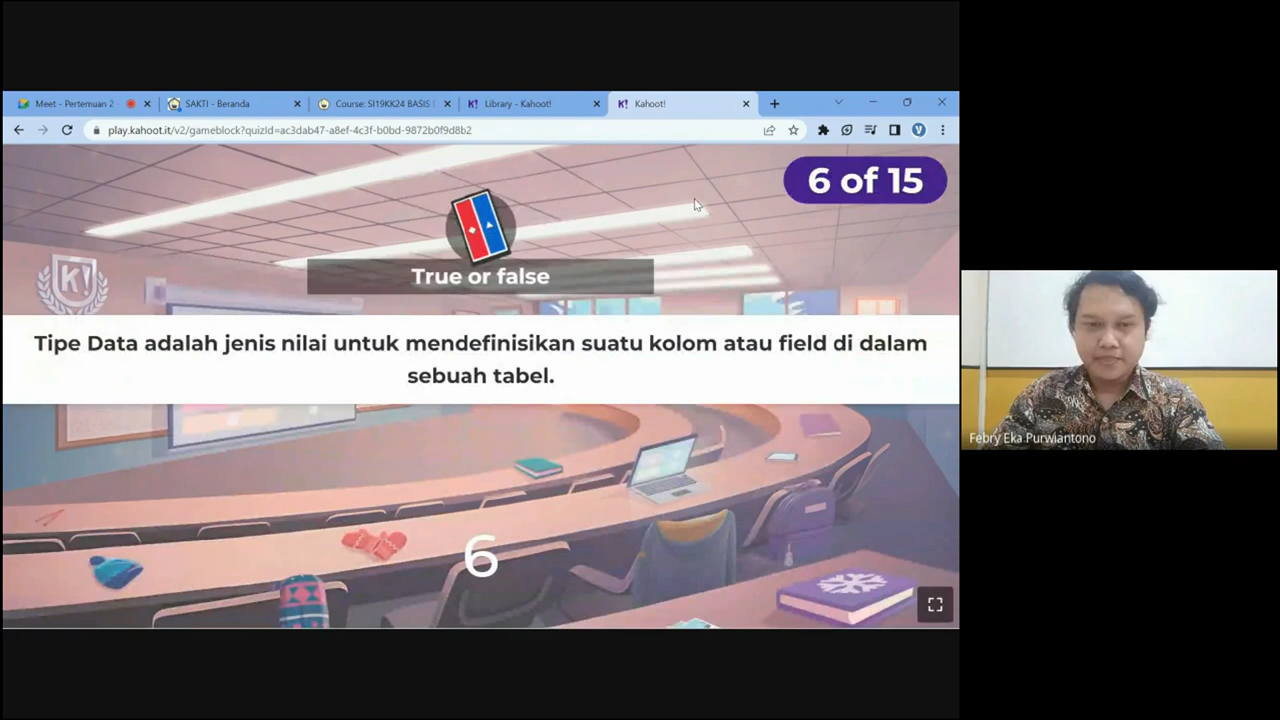 Meet - Pertemuan 2
SAKTI - Beranda
Course: SI19KK24 BASIS
Library - Kahoot!
Kahoot!
play.kahoot.it/v2/gameblock?quizId=ac3dab47-a8ef-4c3f-b0bd-9872b0f9d8b2
V
6 of 15
K!
True or false
Tipe Data adalah jenis nilai untuk mendefinisikan suatu kolom atau field di dalam
sebuah tabel.
6
Febry Eka Purwiantono